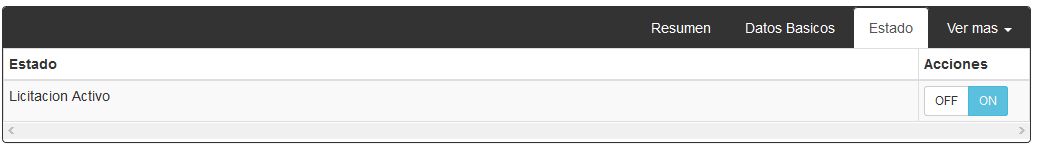 Resumen Datos Basicos Estado Ver mas
Estado Acciones
Licitacion Activo OFF ON